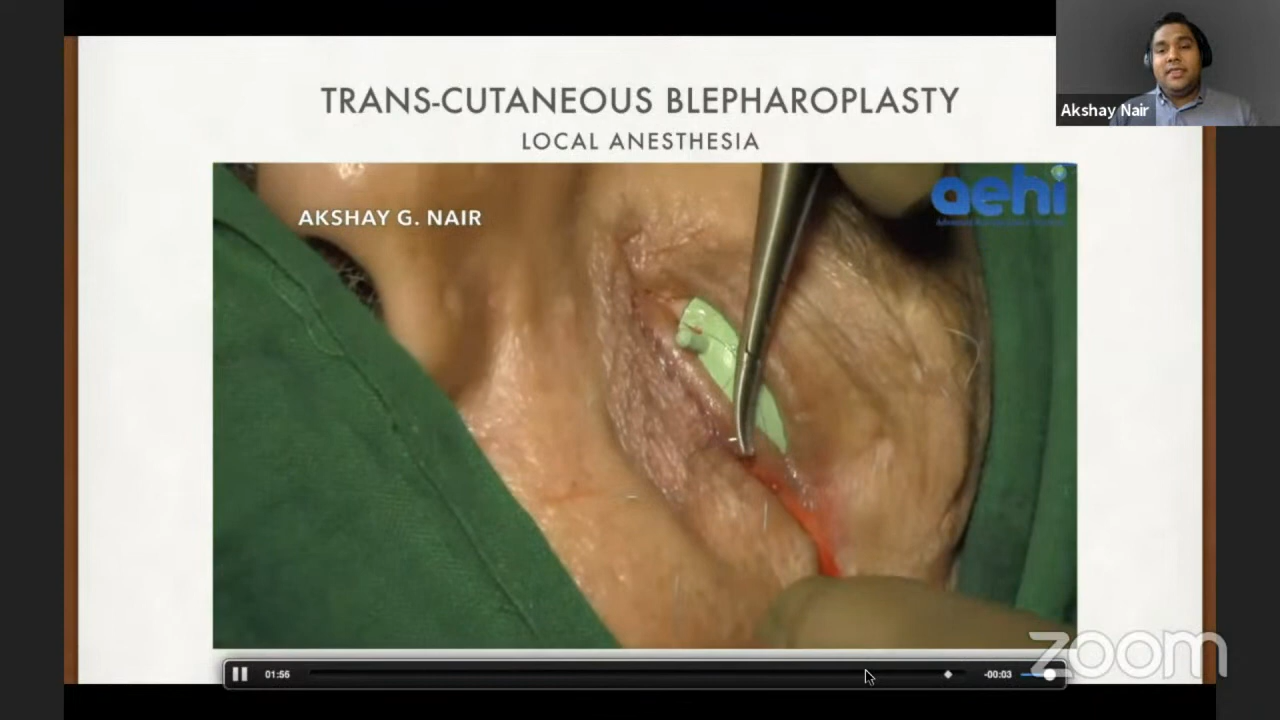 TRANS-CUTANEOUS BLEPHAROPLASTY
LOCAL ANESTHESIA
Akshay Nair
AKSHAY G. NAIR
aehi
01:56
-00:03
zoom